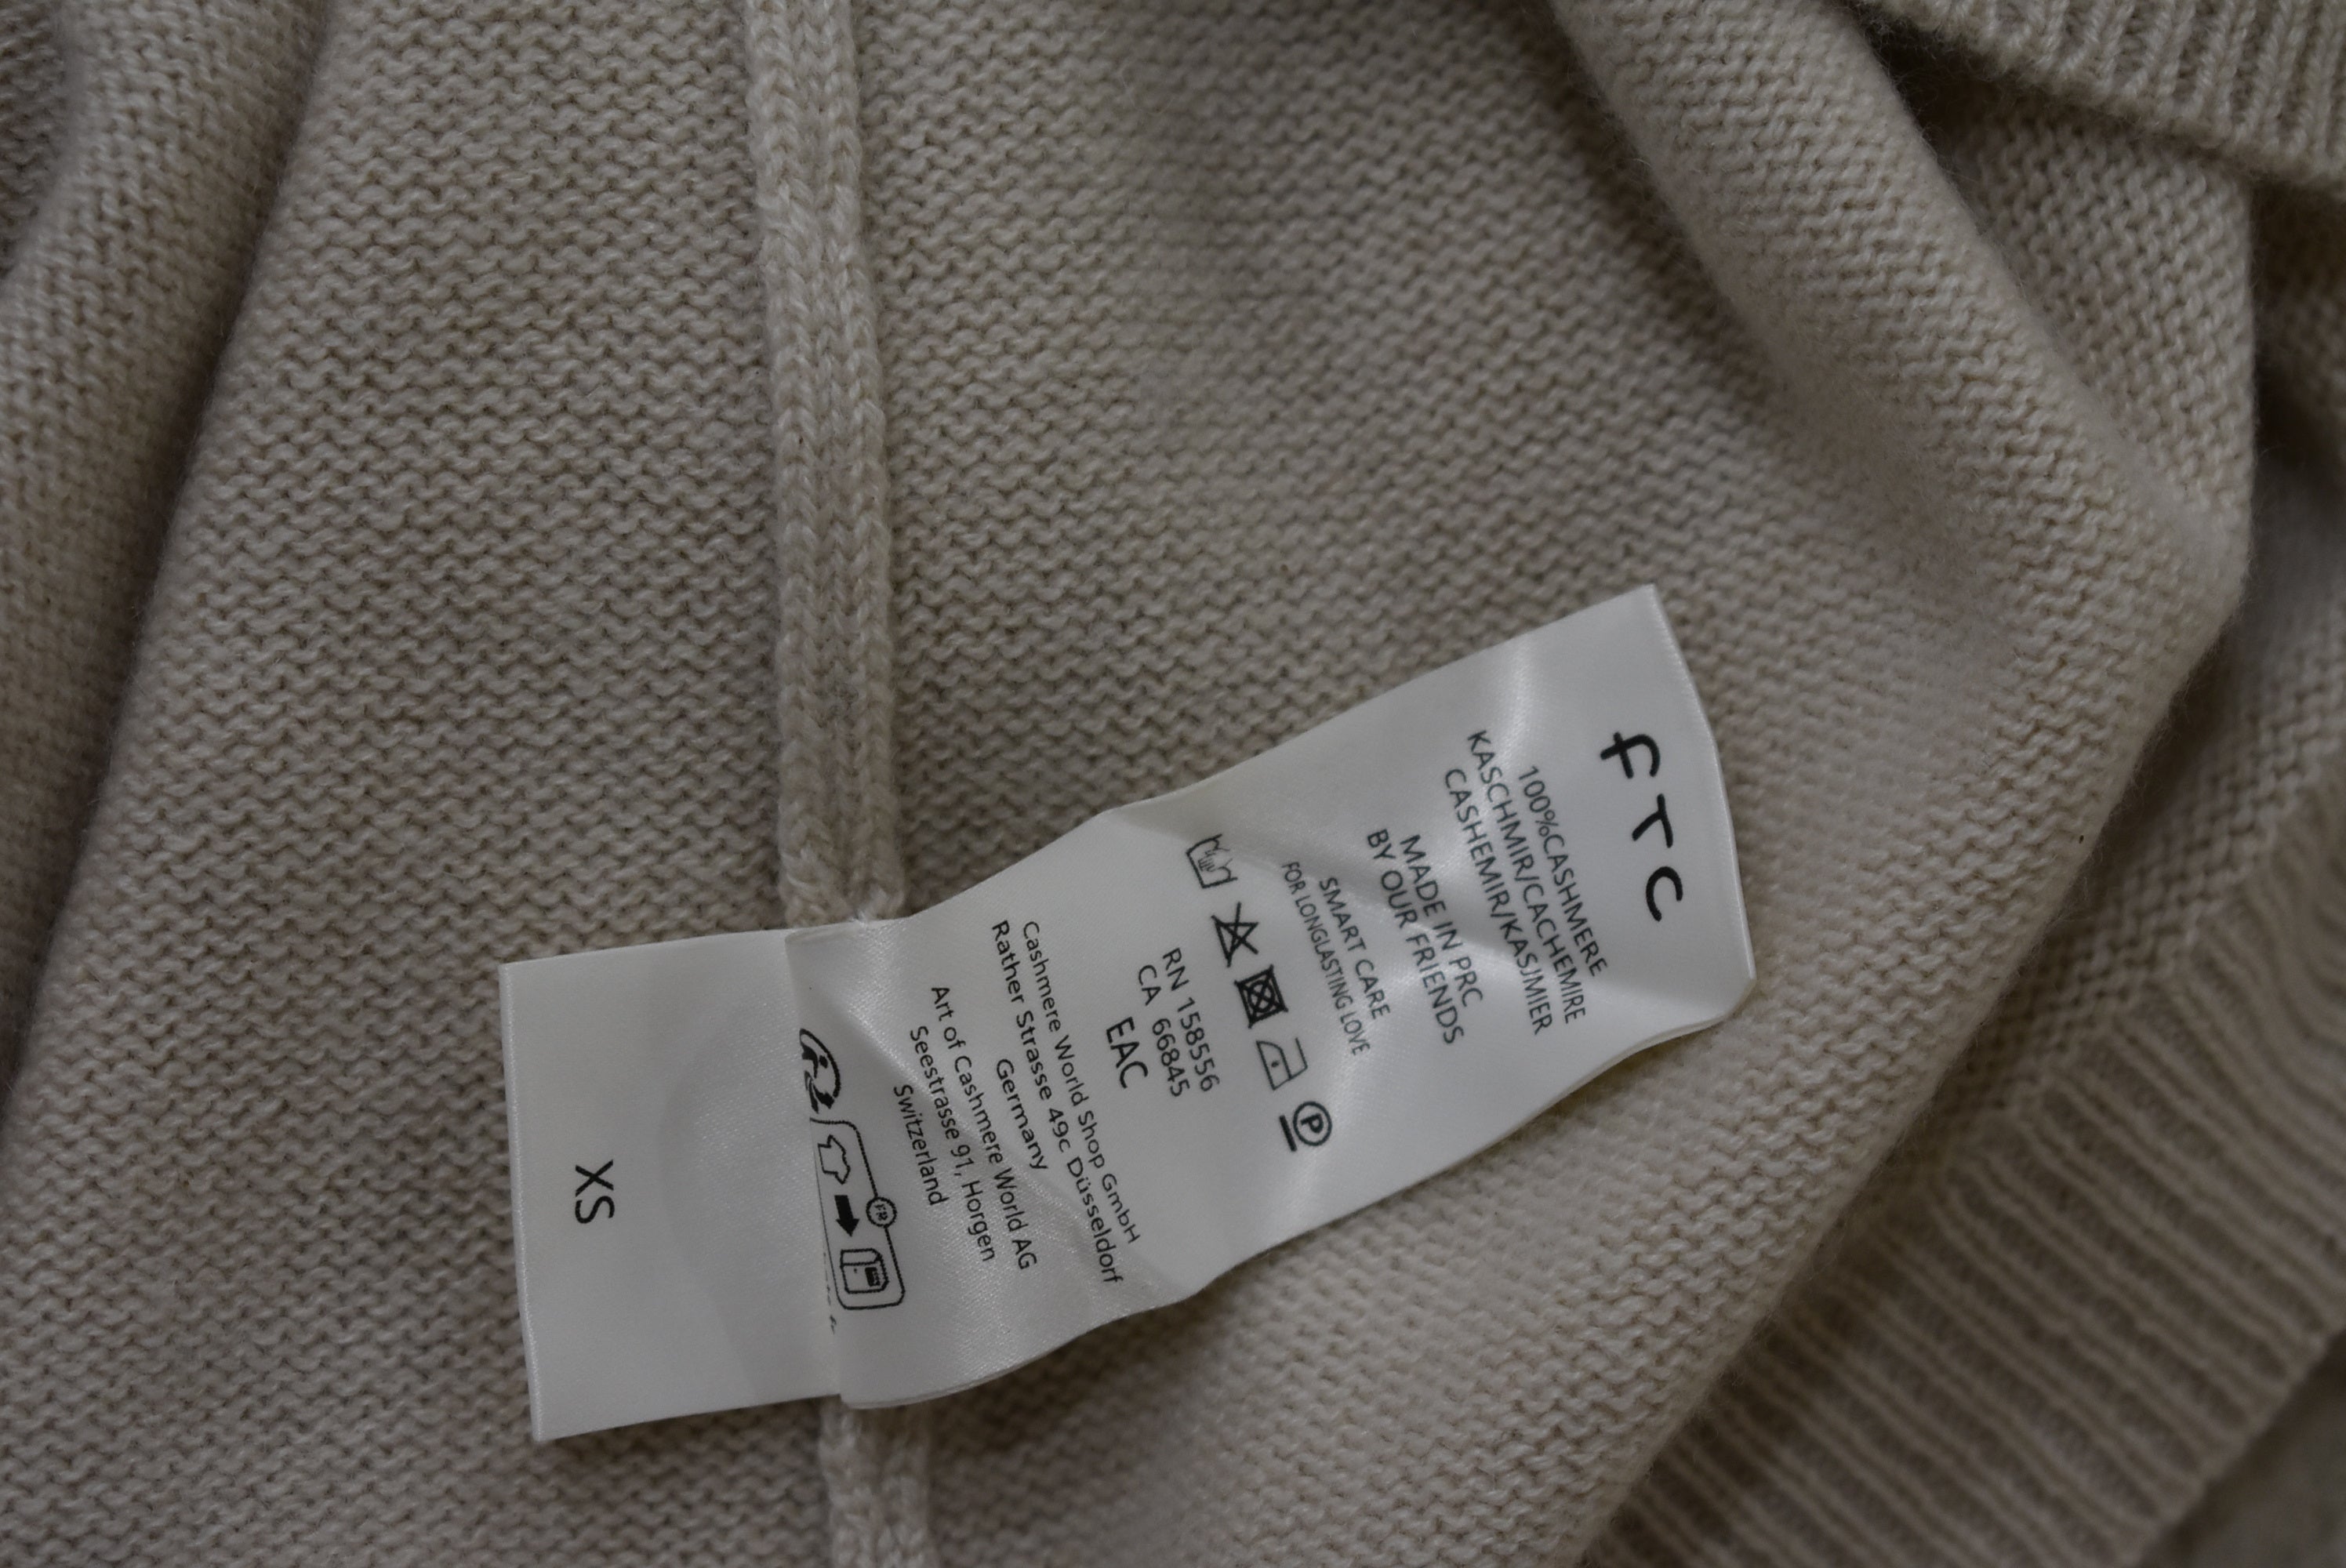 FTC
100%CASHMERE
KASCHMIR/CACHEMIRE
CASHEMIR/KASJMIER
MADE IN PRC
BY OUR FRIENDS
SMART CARE
FOR LONGLASTING LOVE
P
RN 158556
CA 66845
EAC
Cashmere World Shop GmbH
Rather Strasse 49c Düsseldorf
Germany
Art of Cashmere World AG
Seestrasse 91, Horgen
Switzerland
FR
XS